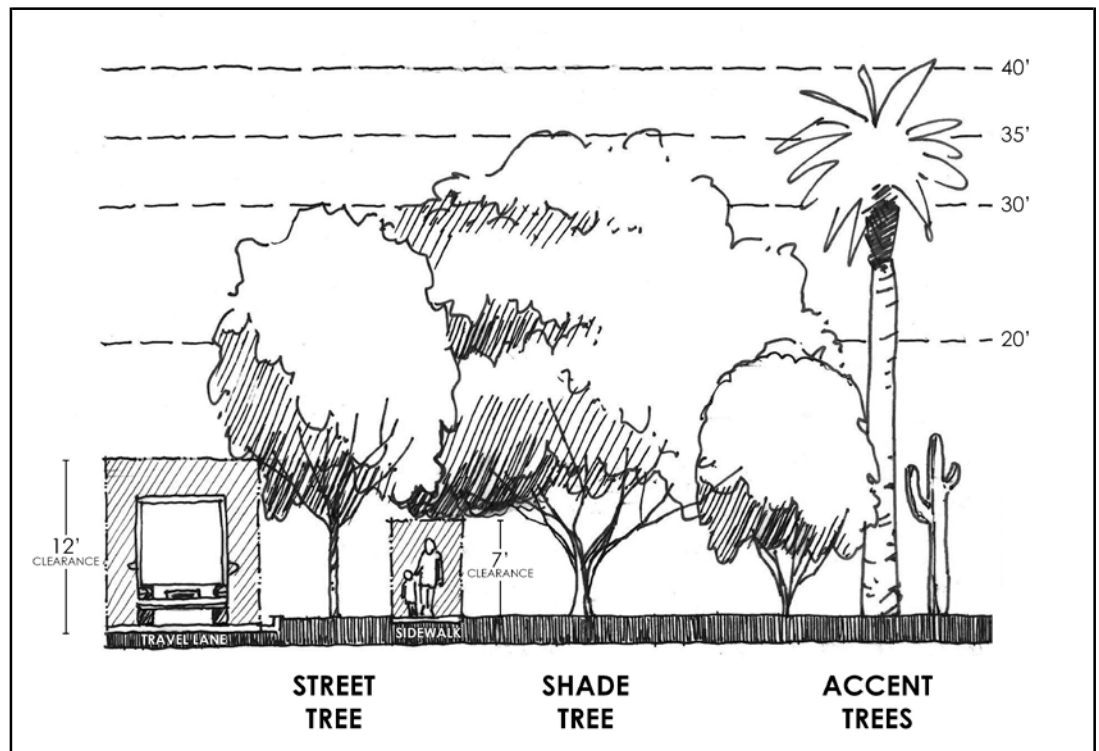 40'
35'
30'
20'
12'
CLEARANCE
7'
CLEARANCE
TRAVEL LANE
SIDEWALK
STREET
TREE
SHADE
TREE
ACCENT
TREES